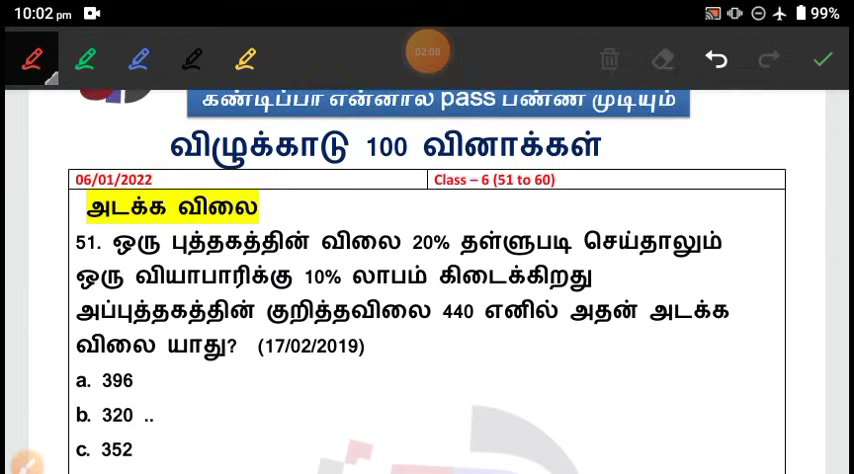 10:02 pm 99%
02:00
கண்டிப்பா என்னால் pass பண்ண முடியும்
விழுக்காடு 100 வினாக்கள்
06/01/2022 Class – 6 (51 to 60)
அடக்க விலை
51. ஒரு புத்தகத்தின் விலை 20% தள்ளுபடி செய்தாலும்
ஒரு வியாபாரிக்கு 10% லாபம் கிடைக்கிறது
அப்புத்தகத்தின் குறித்தவிலை 440 எனில் அதன் அடக்க
விலை யாது? (17/02/2019)
a. 396
b. 320 ..
c. 352